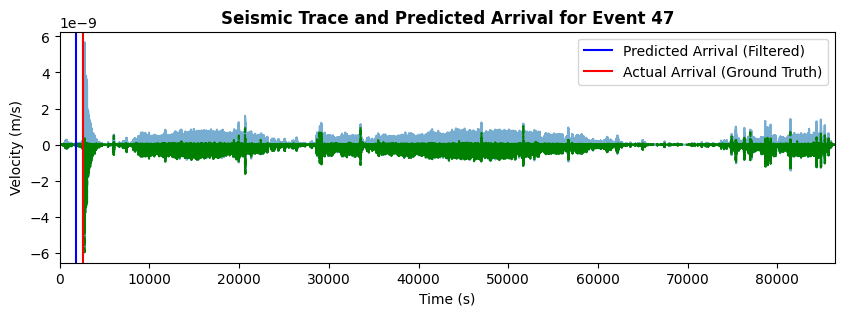 Seismic Trace and Predicted Arrival for Event 47
1e−9
6
4
2
0
−2
−4
−6
Velocity (m/s)
Predicted Arrival (Filtered)
Actual Arrival (Ground Truth)
0 10000 20000 30000 40000 50000 60000 70000 80000
Time (s)